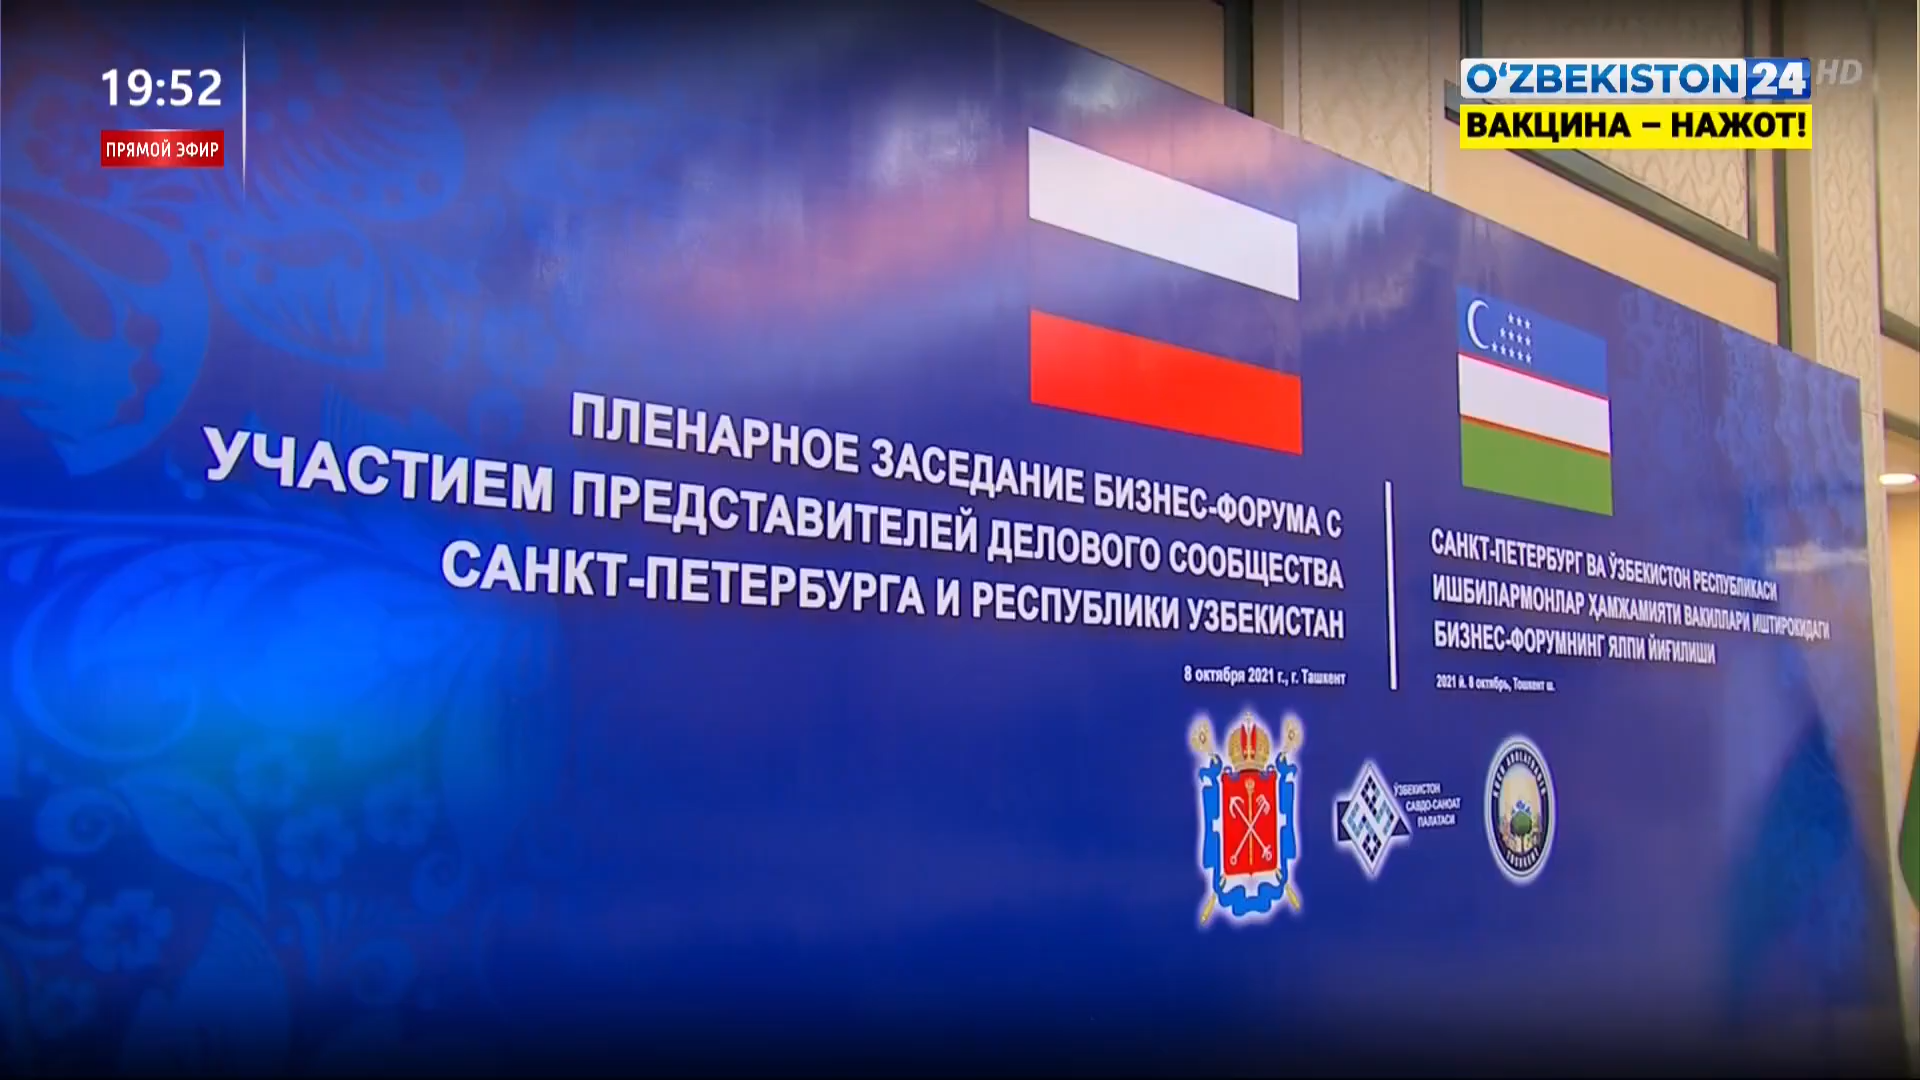 19:52
ПРЯМОЙ ЭФИР
O‘ZBEKISTON 24 HD
ВАКЦИНА – НАЖОТ!
ПЛЕНАРНОЕ ЗАСЕДАНИЕ БИЗНЕС-ФОРУМА С
УЧАСТИЕМ ПРЕДСТАВИТЕЛЕЙ ДЕЛОВОГО СООБЩЕСТВА
САНКТ-ПЕТЕРБУРГА И РЕСПУБЛИКИ УЗБЕКИСТАН
8 октября 2021 г., г. Ташкент
САНКТ-ПЕТЕРБУРГ ВА ЎЗБЕКИСТОН РЕСПУБЛИКАСИ
ИШБИЛАРМОНЛАР ҲАМЖАМИЯТИ ВАКИЛЛАРИ ИШТИРОКИДАГИ
БИЗНЕС-ФОРУМНИНГ ЯЛПИ ЙИҒИЛИШИ
2021 й. 8 октябрь, Тошкент ш.
ЎЗБЕКИСТОН
САВДО-САНОАТ
ПАЛАТАСИ
TOSHKENT